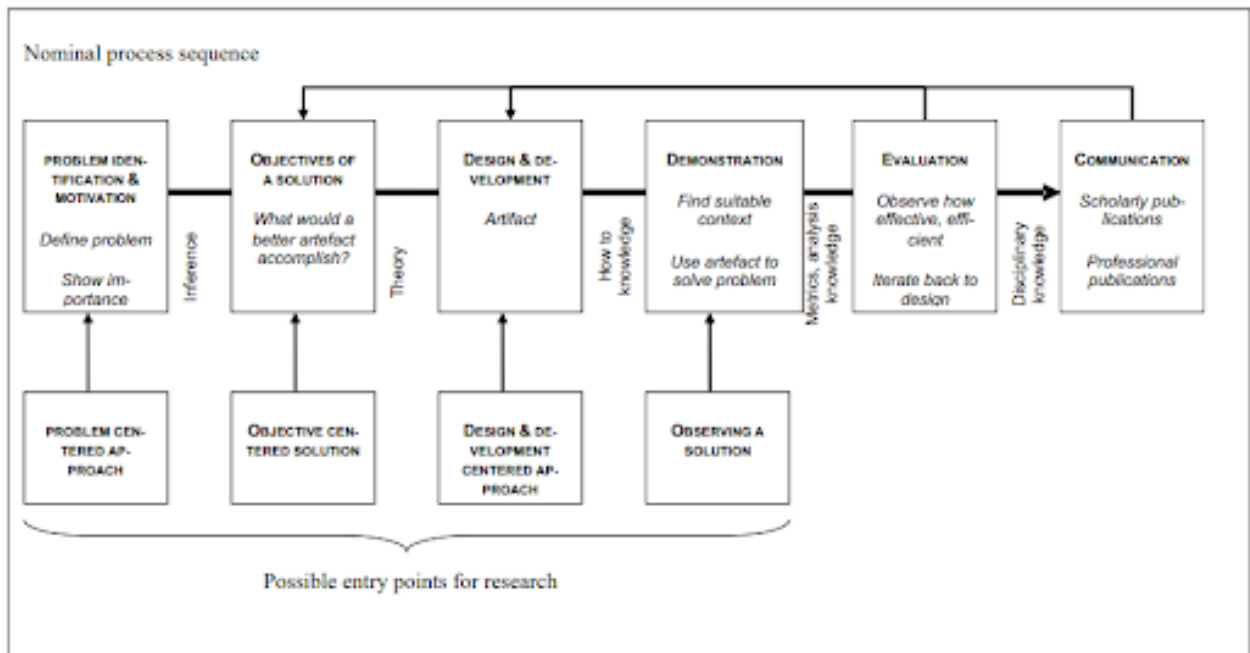 Nominal process sequence
PROBLEM IDEN-
TIFICATION &
MOTIVATION
Define problem
Show im-
portance
Inference
OBJECTIVES OF
A SOLUTION
What would a
better artefact
accomplish?
Theory
DESIGN & DE-
VELOPMENT
Artifact
How to
knowledge
DEMONSTRATION
Find suitable
context
Use artefact to
solve problem
Metrics, analysis
knowledge
EVALUATION
Observe how
effective, effi-
cient
Iterate back to
design
Disciplinary
knowledge
COMMUNICATION
Scholarly pub-
lications
Professional
publications
PROBLEM CEN-
TERED AP-
PROACH
OBJECTIVE CEN-
TERED SOLUTION
DESIGN & DE-
VELOPMENT
CENTERED AP-
PROACH
OBSERVING A
SOLUTION
Possible entry points for research